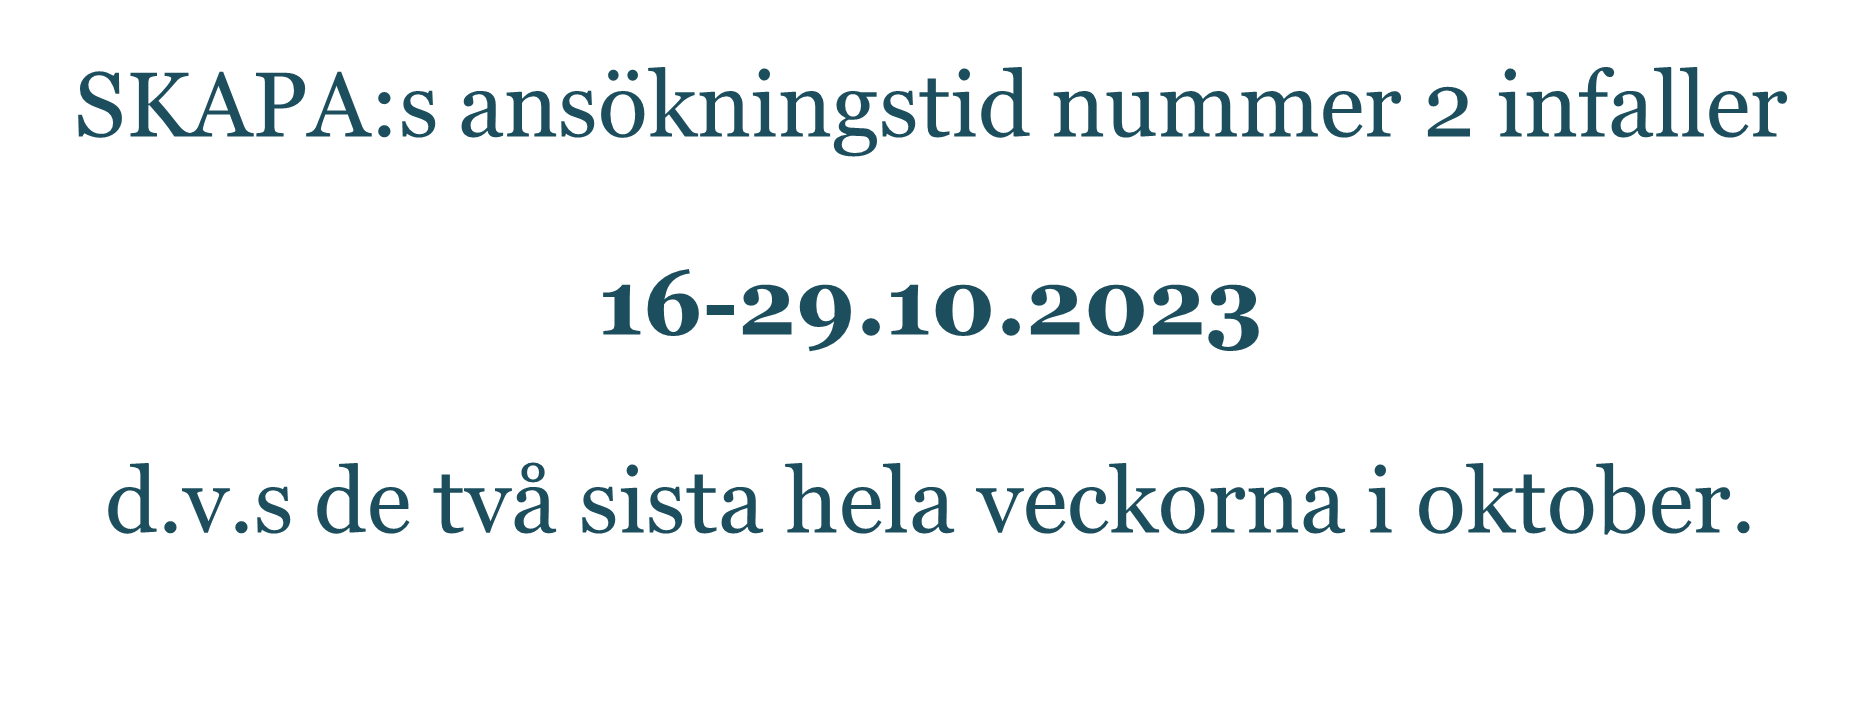 SKAPA:s ansökningstid nummer 2 infaller
16-29.10.2023
d.v.s de två sista hela veckorna i oktober.